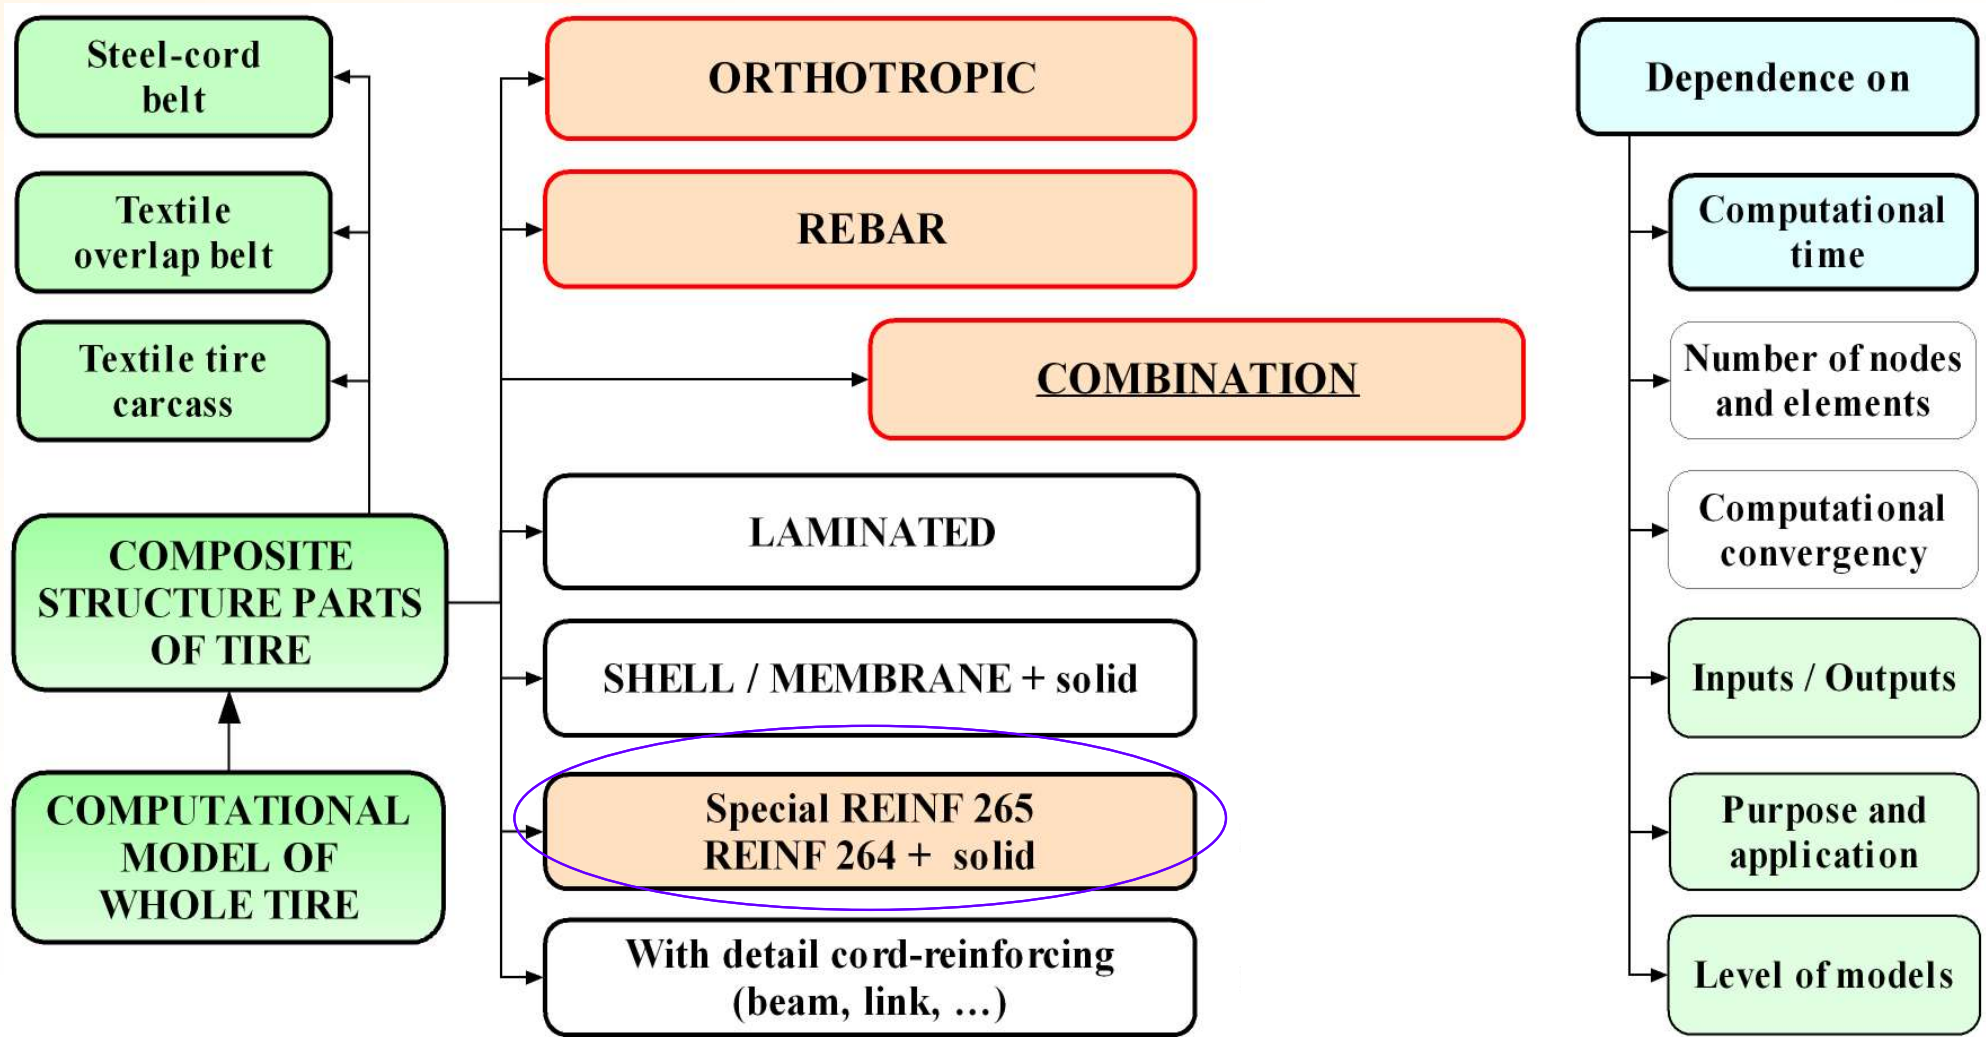 Steel-cord
belt
Textile
overlap belt
Textile tire
carcass
COMPOSITE
STRUCTURE PARTS
OF TIRE
COMPUTATIONAL
MODEL OF
WHOLE TIRE
ORTHOTROPIC
REBAR
COMBINATION
LAMINATED
SHELL / MEMBRANE + solid
Special REINF 265
REINF 264 + solid
With detail cord-reinforcing
(beam, link, ...)
Dependence on
Computational
time
Number of nodes
and elements
Computational
convergency
Inputs / Outputs
Purpose and
application
Level of models